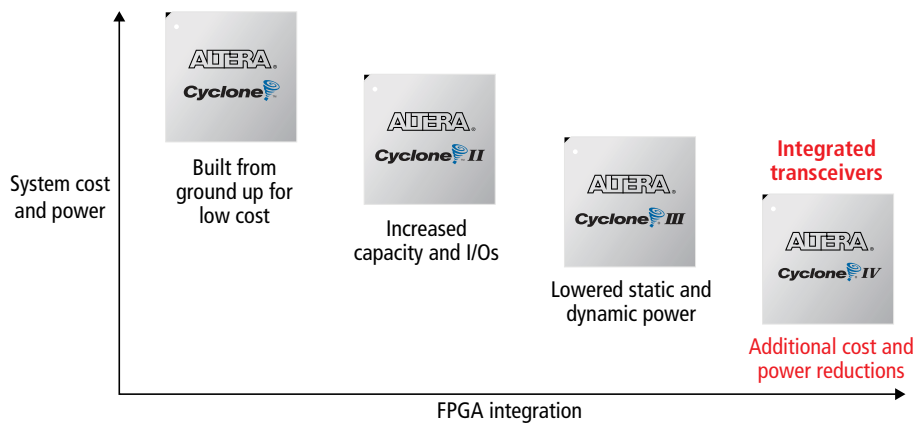 System cost
and power
ALTERA®
Cyclone™
Built from
ground up for
low cost
ALTERA®
Cyclone™ II
Increased
capacity and I/Os
ALTERA®
Cyclone® III
Lowered static and
dynamic power
Integrated
transceivers
ALTERA®
Cyclone® IV
Additional cost and
power reductions
FPGA integration